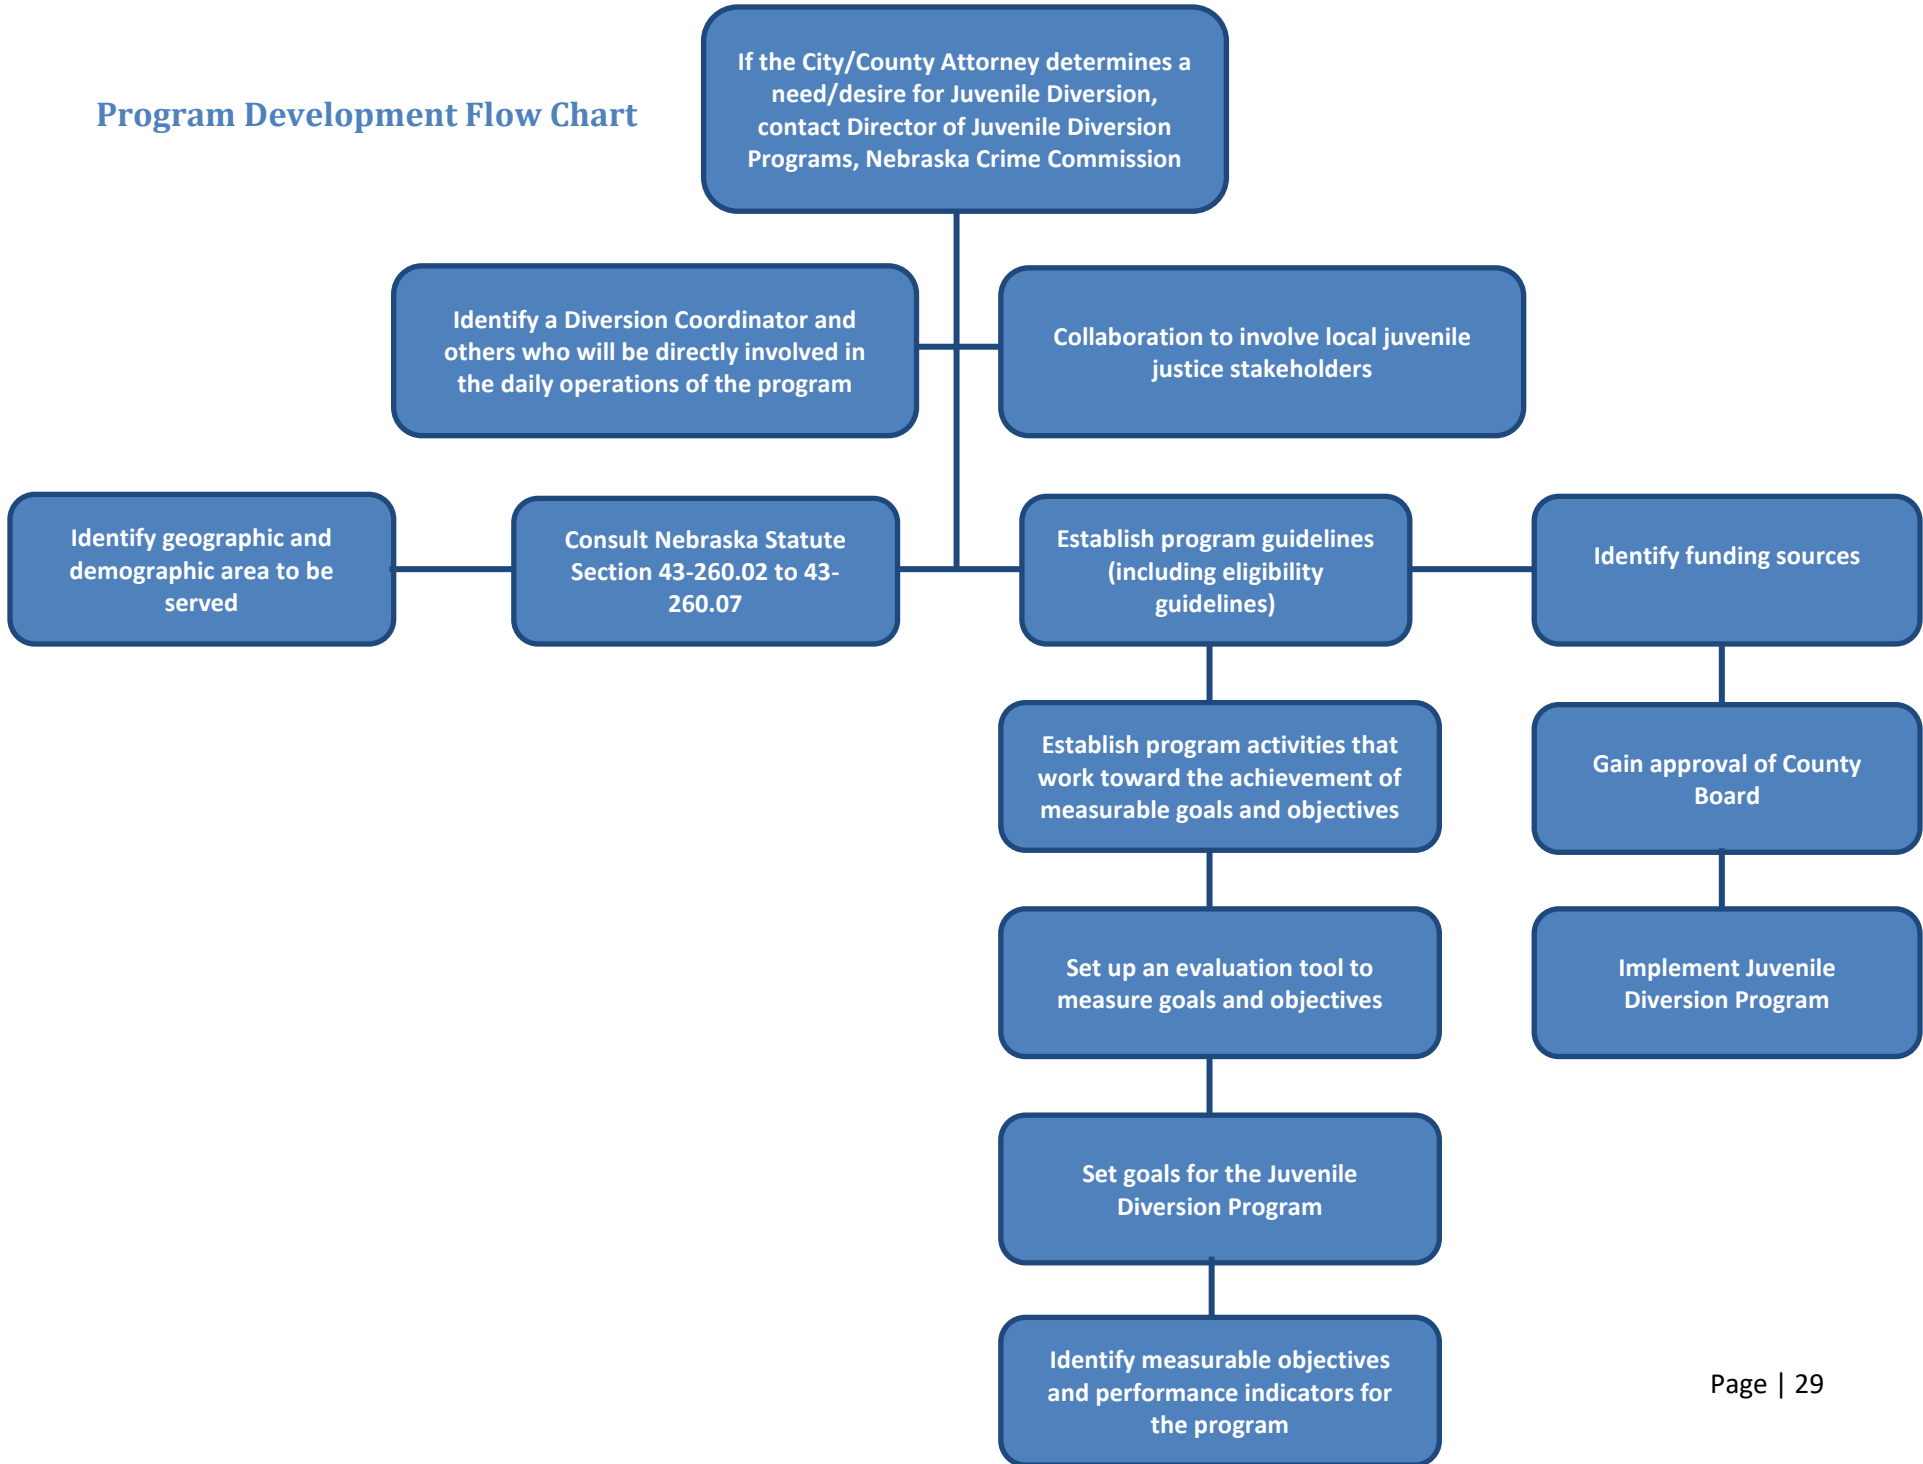 Program Development Flow Chart
If the City/County Attorney determines a
need/desire for Juvenile Diversion,
contact Director of Juvenile Diversion
Programs, Nebraska Crime Commission
Identify a Diversion Coordinator and
others who will be directly involved in
the daily operations of the program
Collaboration to involve local juvenile
justice stakeholders
Identify geographic and
demographic area to be
served
Consult Nebraska Statute
Section 43-260.02 to 43-
260.07
Establish program guidelines
(including eligibility
guidelines)
Identify funding sources
Establish program activities that
work toward the achievement of
measurable goals and objectives
Gain approval of County
Board
Set up an evaluation tool to
measure goals and objectives
Implement Juvenile
Diversion Program
Set goals for the Juvenile
Diversion Program
Identify measurable objectives
and performance indicators for
the program
Page | 29